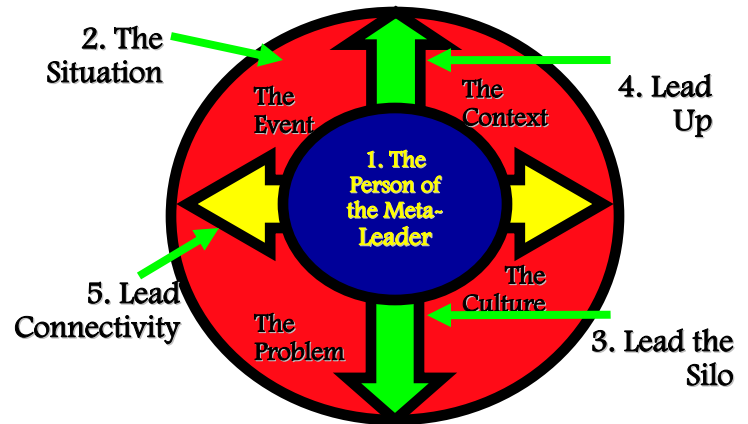 2. The
Situation
The
Event
The
Context
4. Lead
Up
1. The
Person of
the Meta-
Leader
5. Lead
Connectivity
The
Problem
The
Culture
3. Lead the
Silo